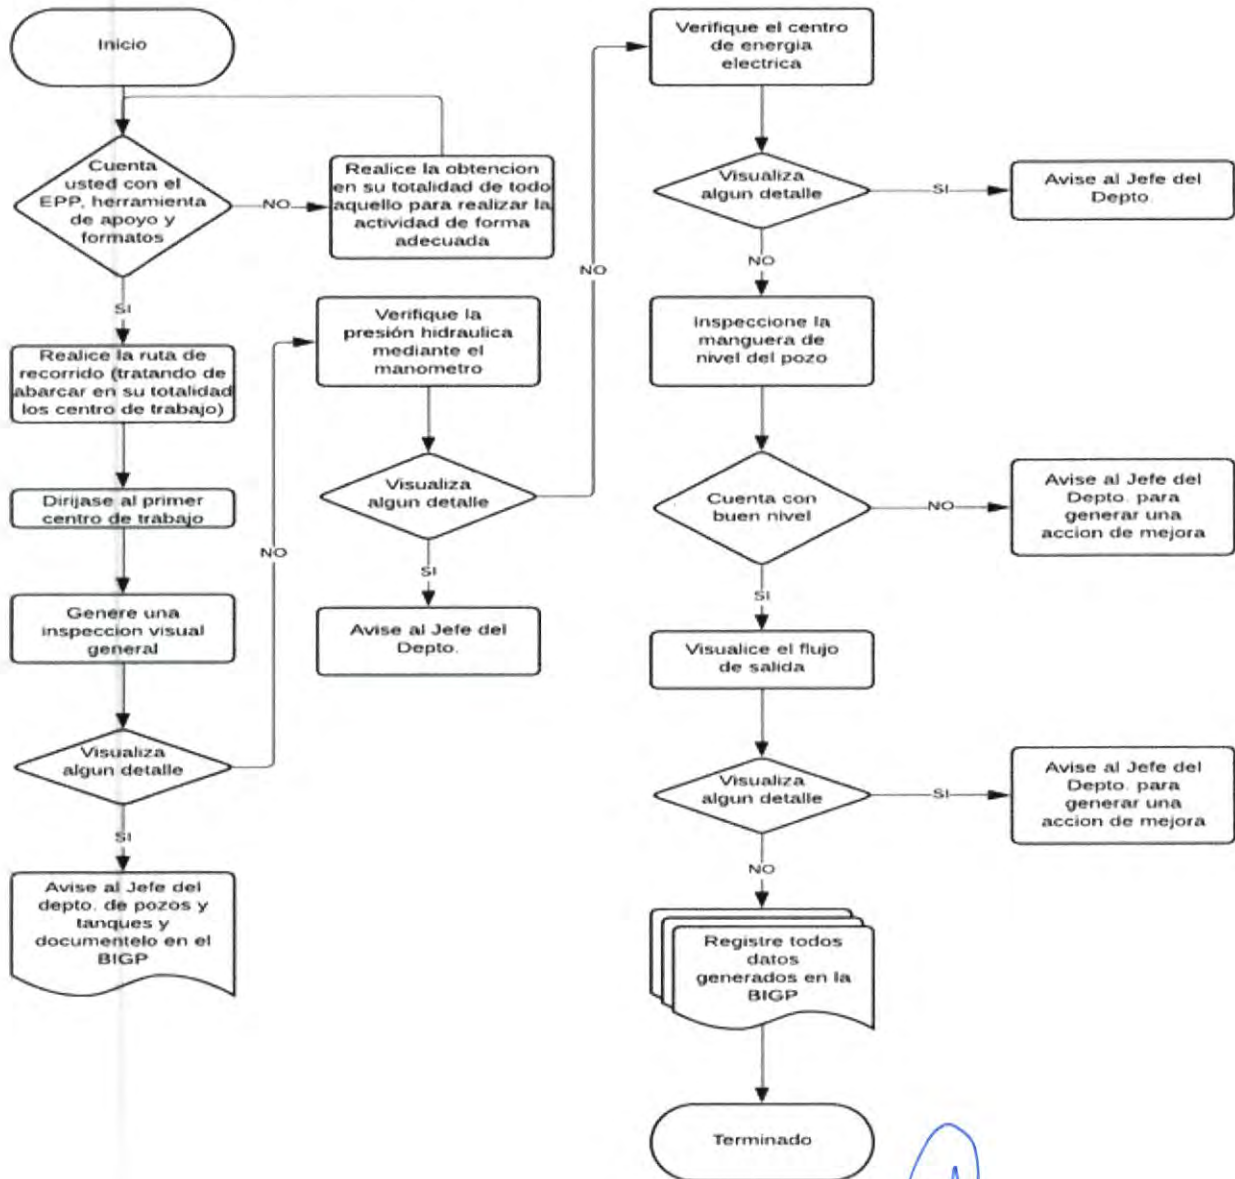 Inicio
Cuenta
usted con el
EPP, herramienta
de apoyo y
formatos
NO
Realice la obtencion
en su totalidad de todo
aquello para realizar la
actividad de forma
adecuada
SI
Realice la ruta de
recorrido (tratando de
abarcar en su totalidad
los centro de trabajo)
Dirijase al primer
centro de trabajo
Genere una
inspeccion visual
general
Visualiza
algun detalle
SI
Avise al Jefe del
depto. de pozos y
tanques y
documentelo en el
BIGP
NO
Verifique la
presión hidraulica
mediante el
manometro
Visualiza
algun detalle
SI
Avise al Jefe del
Depto.
NO
Verifique el centro
de energia
electrica
Visualiza
algun detalle
SI
Avise al Jefe del
Depto.
NO
Inspeccione la
manguera de
nivel del pozo
Cuenta con
buen nivel
NO
Avise al Jefe del
Depto. para
generar una
accion de mejora
SI
Visualice el flujo
de salida
Visualiza
algun detalle
SI
Avise al Jefe del
Depto. para
generar una
accion de mejora
NO
Registre todos
datos
generados en la
BIGP
Terminado